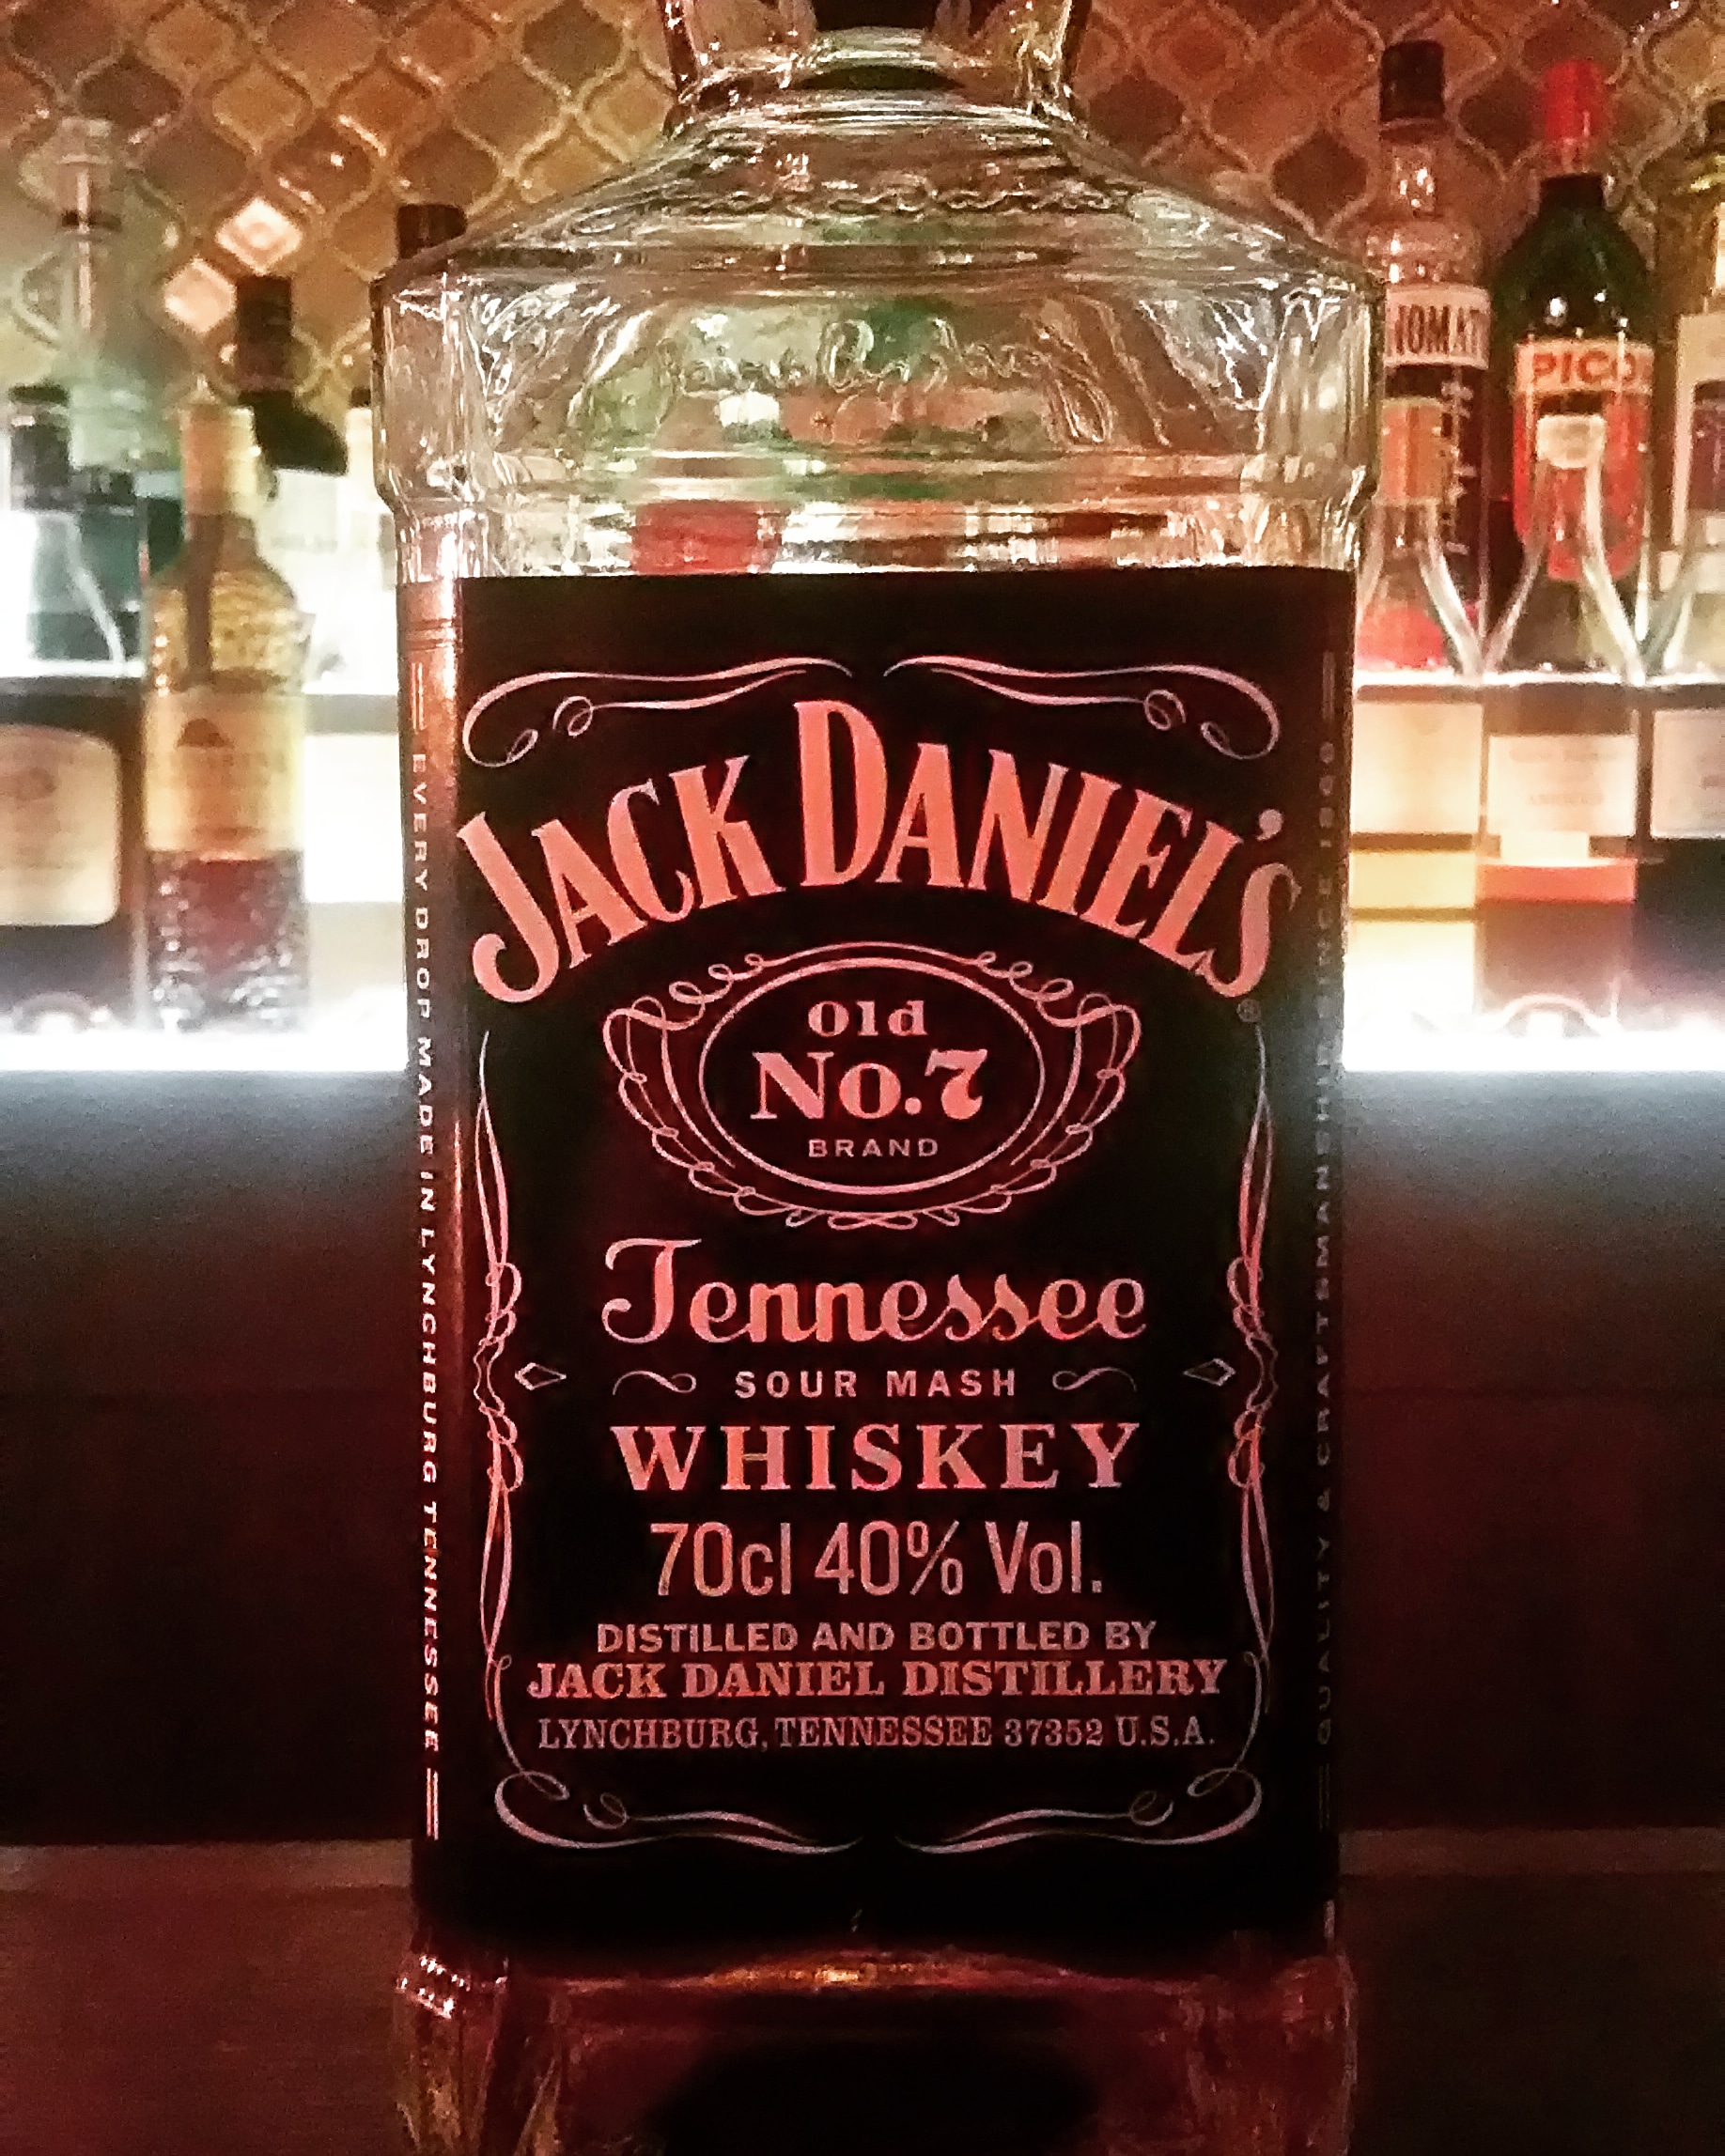 JACK DANIEL'S
Old
No.7
BRAND
Tennessee
SOUR MASH
WHISKEY
70cl 40% Vol.
DISTILLED AND BOTTLED BY
JACK DANIEL DISTILLERY
LYNCHBURG, TENNESSEE 37352 U.S.A.
EVERY DROP MADE IN LYNCHBURG TENNESSEE
QUALITY & CRAFTSMANSHIP SINCE 1866